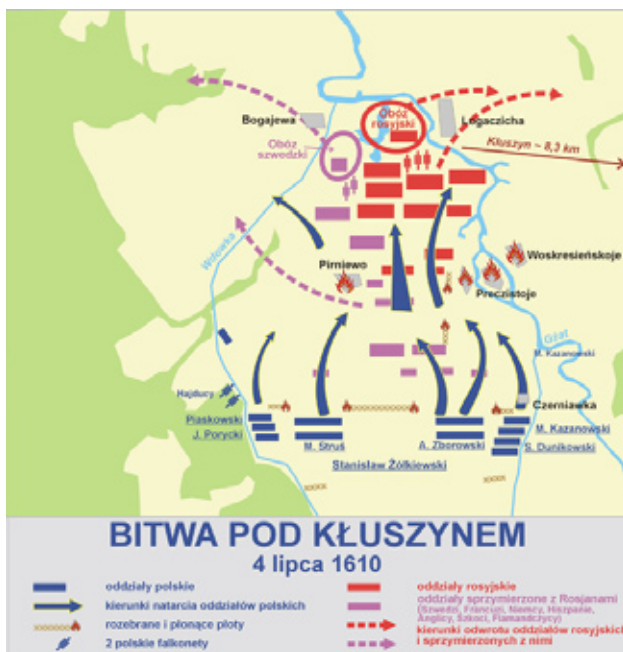 Bogajewa
Obóz
rosyjski
Łogaczicha
Obóz
szwedzki
Kłuszyn ~ 8,3 km
Wdowka
Pirniewo
Woskresieńskoje
Preczistoje
Gżat
M. Kazanowski
Hajducy
Piaskowski
J. Porycki
M. Struś
A. Zborowski
Czerniawka
M. Kazanowski
S. Dunikowski
Stanisław Żółkiewski
BITWA POD KŁUSZYNEM
4 lipca 1610
oddziały polskie
kierunki natarcia oddziałów polskich
rozebrane i płonące płoty
2 polskie falkonety
oddziały rosyjskie
oddziały sprzymierzone z Rosjanami
(Szwedzi, Francuzi, Niemcy, Hiszpanie,
Anglicy, Szkoci, Flamandczycy)
kierunki odwrotu oddziałów rosyjskich
i sprzymierzonych z nimi